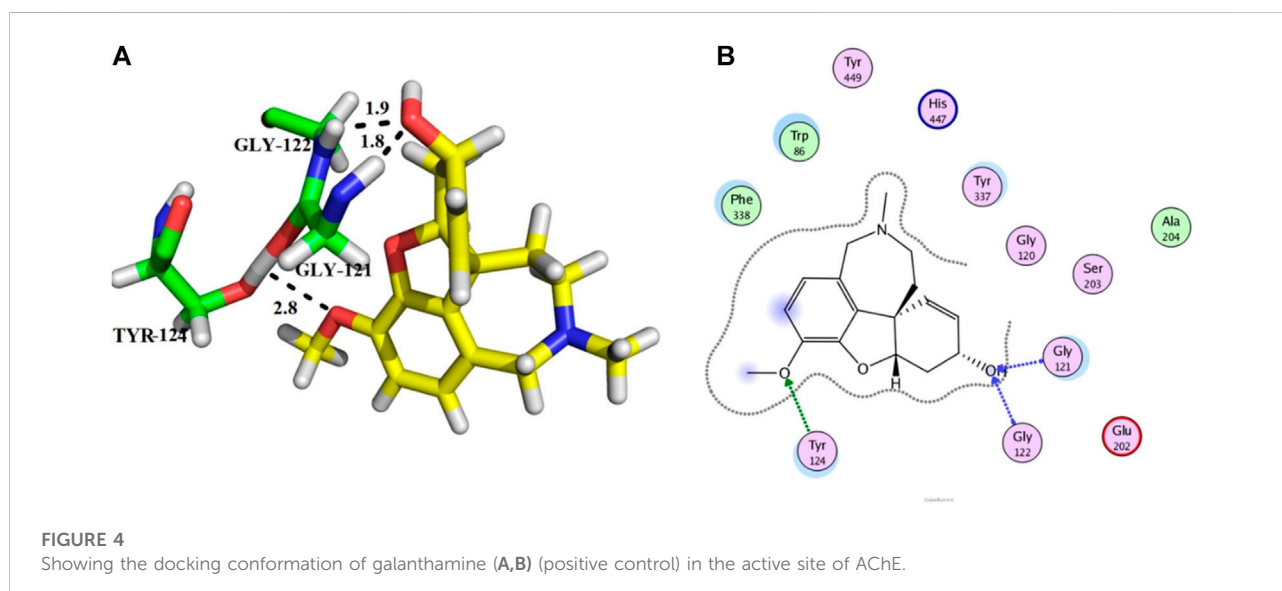 A
GLY-122
1.9
1.8
GLY-121
2.8
TYR-124
B
Tyr
449
His
447
Trp
86
Tyr
337
Phe
338
Gly
120
Ala
204
Ser
203
N
Gly
121
O
O
OH
H
Tyr
124
Gly
122
Glu
202
FIGURE 4
Showing the docking conformation of galanthamine (A,B) (positive control) in the active site of AChE.